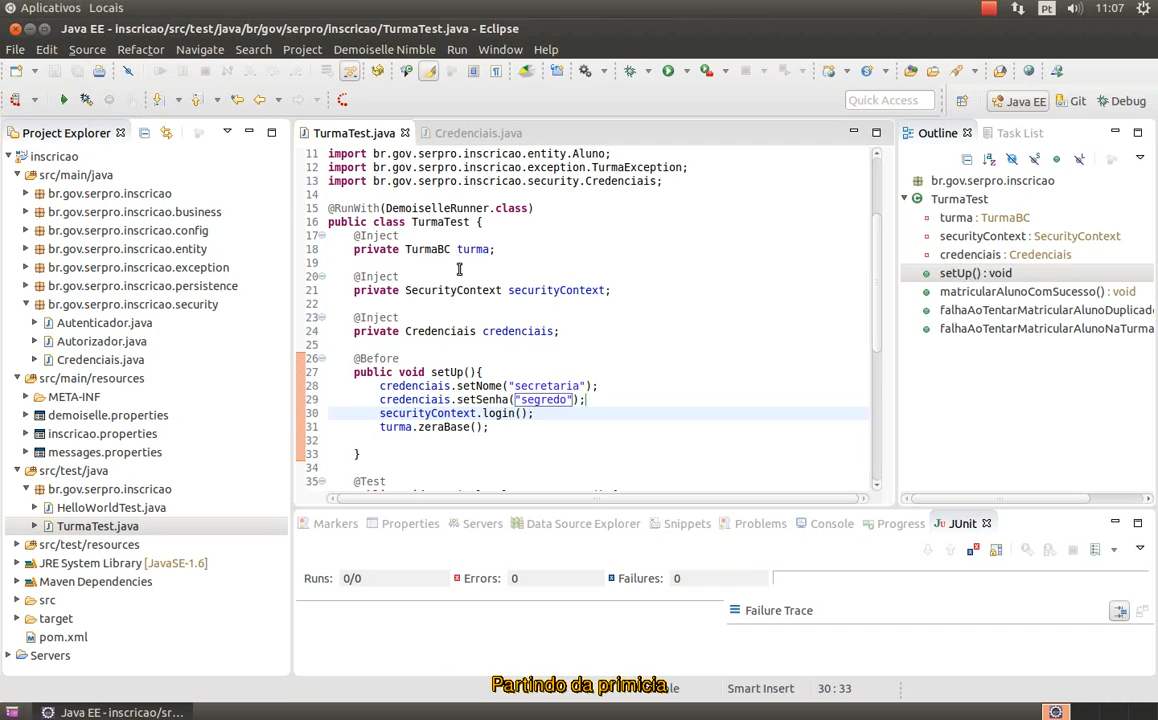 Aplicativos Locais Pt 11:07
Java EE - inscricao/src/test/java/br/gov/serpro/inscricao/TurmaTest.java - Eclipse
File Edit Source Refactor Navigate Search Project Demoiselle Nimble Run Window Help
Quick Access Java EE Git Debug
Project Explorer
inscricao
src/main/java
br.gov.serpro.inscricao
br.gov.serpro.inscricao.business
br.gov.serpro.inscricao.config
br.gov.serpro.inscricao.entity
br.gov.serpro.inscricao.exception
br.gov.serpro.inscricao.persistence
br.gov.serpro.inscricao.security
Autenticador.java
Autorizador.java
Credenciais.java
src/main/resources
META-INF
demoiselle.properties
inscricao.properties
messages.properties
src/test/java
br.gov.serpro.inscricao
HelloWorldTest.java
TurmaTest.java
src/test/resources
JRE System Library [JavaSE-1.6]
Maven Dependencies
src
target
pom.xml
Servers
TurmaTest.java Credenciais.java
11 import br.gov.serpro.inscricao.entity.Aluno;
12 import br.gov.serpro.inscricao.exception.TurmaException;
13 import br.gov.serpro.inscricao.security.Credenciais;
14
15 @RunWith(DemoiselleRunner.class)
16 public class TurmaTest {
17 @Inject
18 private TurmaBC turma;
19
20 @Inject
21 private SecurityContext securityContext;
22
23 @Inject
24 private Credenciais credenciais;
25
26 @Before
27 public void setUp(){
28 credenciais.setNome("secretaria");
29 credenciais.setSenha("segredo");
30 securityContext.login();
31 turma.zeraBase();
32
33 }
34
35 @Test
Outline Task List
br.gov.serpro.inscricao
TurmaTest
turma : TurmaBC
securityContext : SecurityContext
credenciais : Credenciais
setUp() : void
matricularAlunoComSucesso() : void
falhaAoTentarMatricularAlunoDuplicad
falhaAoTentarMatricularAlunoNaTurma
Markers Properties Servers Data Source Explorer Snippets Problems Console Progress JUnit
Runs: 0/0 Errors: 0 Failures: 0
Failure Trace
Partindo da primicia
Smart Insert 30 : 33
Java EE - inscricao/sr...